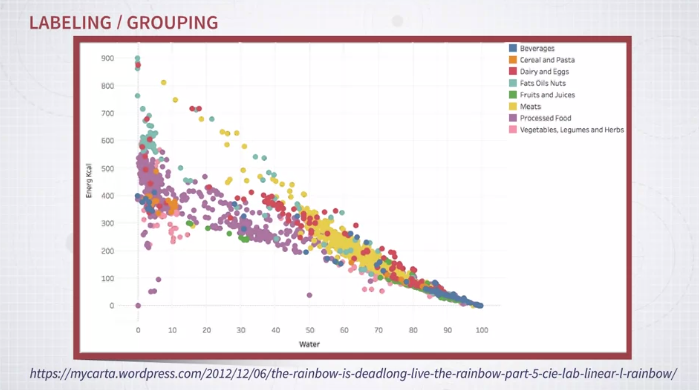 LABELING / GROUPING
900
800
700
600
500
400
300
200
100
0
Energ Kcal
0 10 20 30 40 50 60 70 80 90 100
Water
Beverages
Cereal and Pasta
Dairy and Eggs
Fats Oils Nuts
Fruits and Juices
Meats
Processed Food
Vegetables, Legumes and Herbs
https://mycarta.wordpress.com/2012/12/06/the-rainbow-is-deadlong-live-the-rainbow-part-5-cie-lab-linear-l-rainbow/